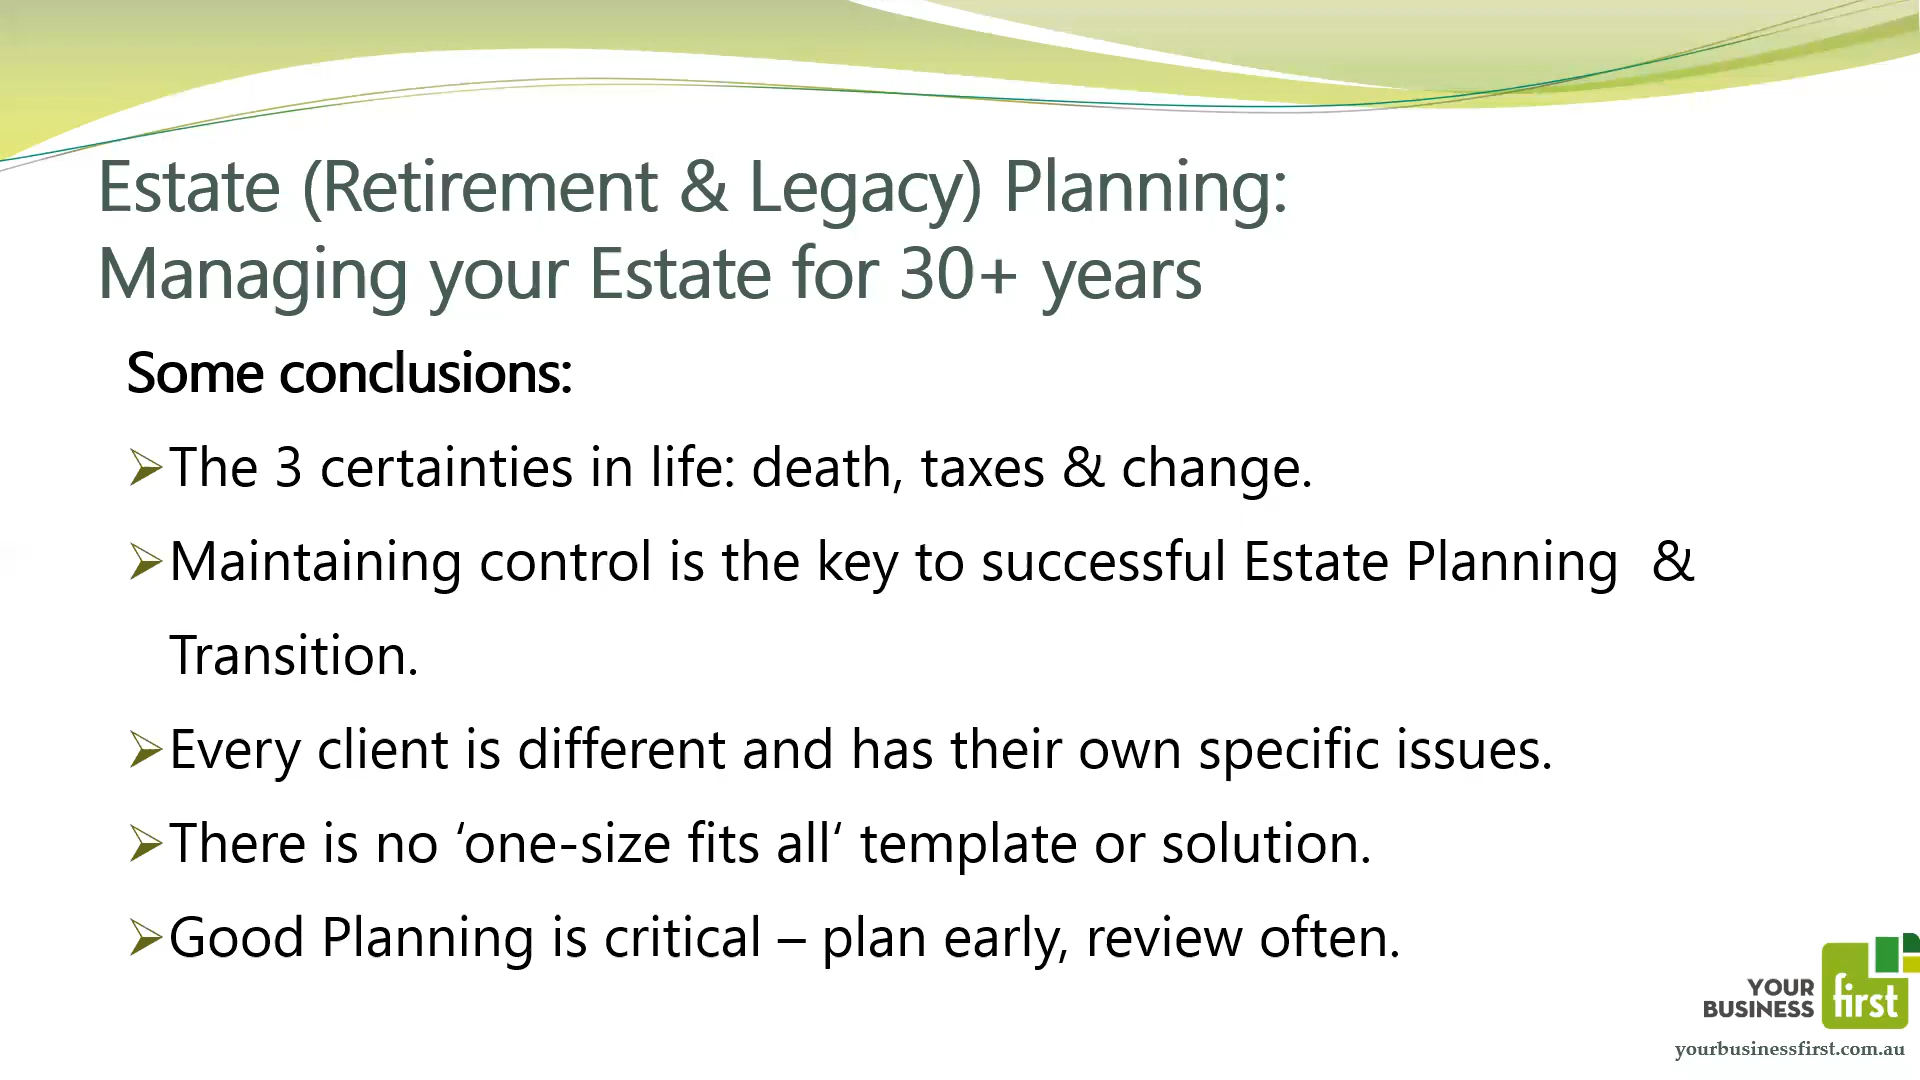 Estate (Retirement & Legacy) Planning:
Managing your Estate for 30+ years
Some conclusions:
➢The 3 certainties in life: death, taxes & change.
➢Maintaining control is the key to successful Estate Planning  &
Transition.
➢Every client is different and has their own specific issues.
➢There is no ‘one-size fits all‘ template or solution.
➢Good Planning is critical – plan early, review often.
YOUR
BUSINESS
first
yourbusinessfirst.com.au